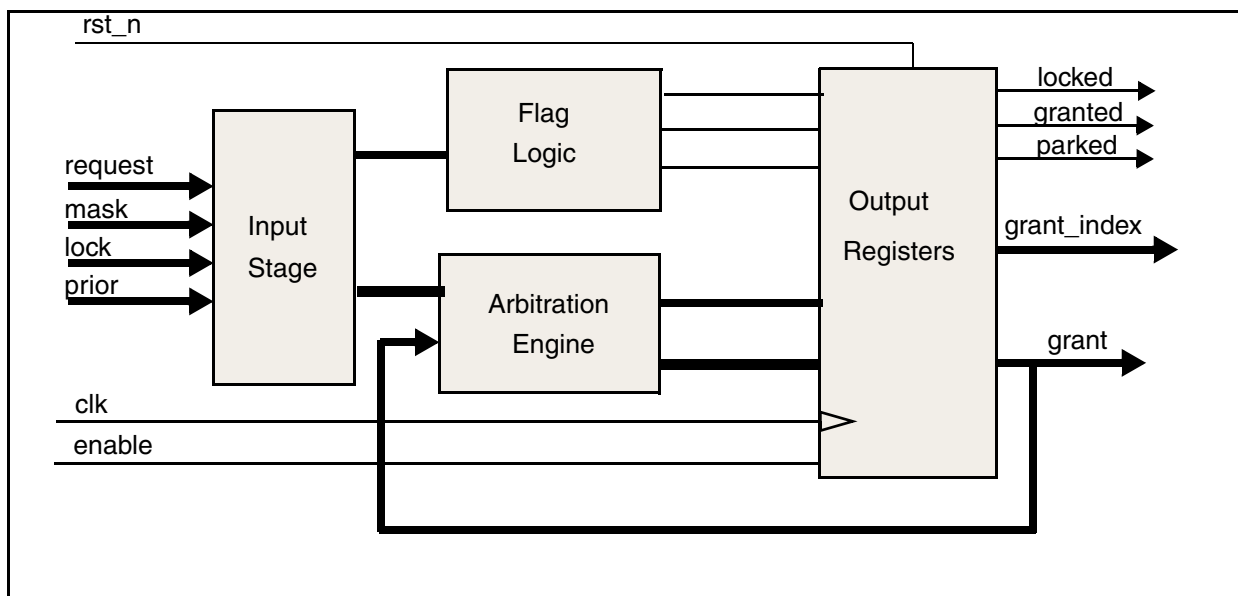 rst_n
locked
granted
parked
Flag
Logic
request
mask
lock
prior
Input
Stage
Output
Registers
grant_index
Arbitration
Engine
grant
clk
enable